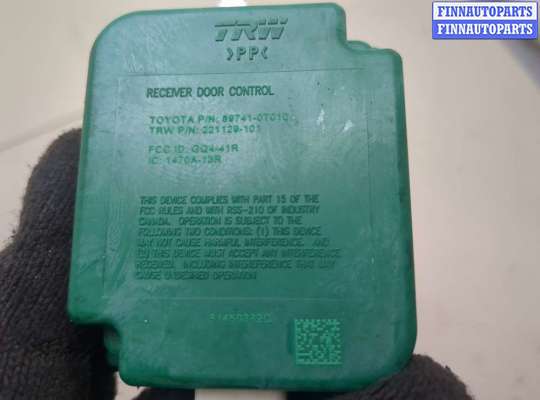 FINNAUTOPARTS
FINNAUTOPARTS
TRW
>PP<
RECEIVER DOOR CONTROL
TOYOTA P/N: 89741-0T010
TRW P/N: 221129-101
FCC ID: GQ4-41R
IC: 1470A-13R
THIS DEVICE COMPLIES WITH PART 15 OF THE
FCC RULES AND WITH RSS-210 OF INDUSTRY
CANADA. OPERATION IS SUBJECT TO THE
FOLLOWING TWO CONDITIONS: (1) THIS DEVICE
MAY NOT CAUSE HARMFUL INTERFERENCE, AND
(2) THIS DEVICE MUST ACCEPT ANY INTERFERENCE
RECEIVED, INCLUDING INTERFERENCE THAT MAY
CAUSE UNDESIRED OPERATION